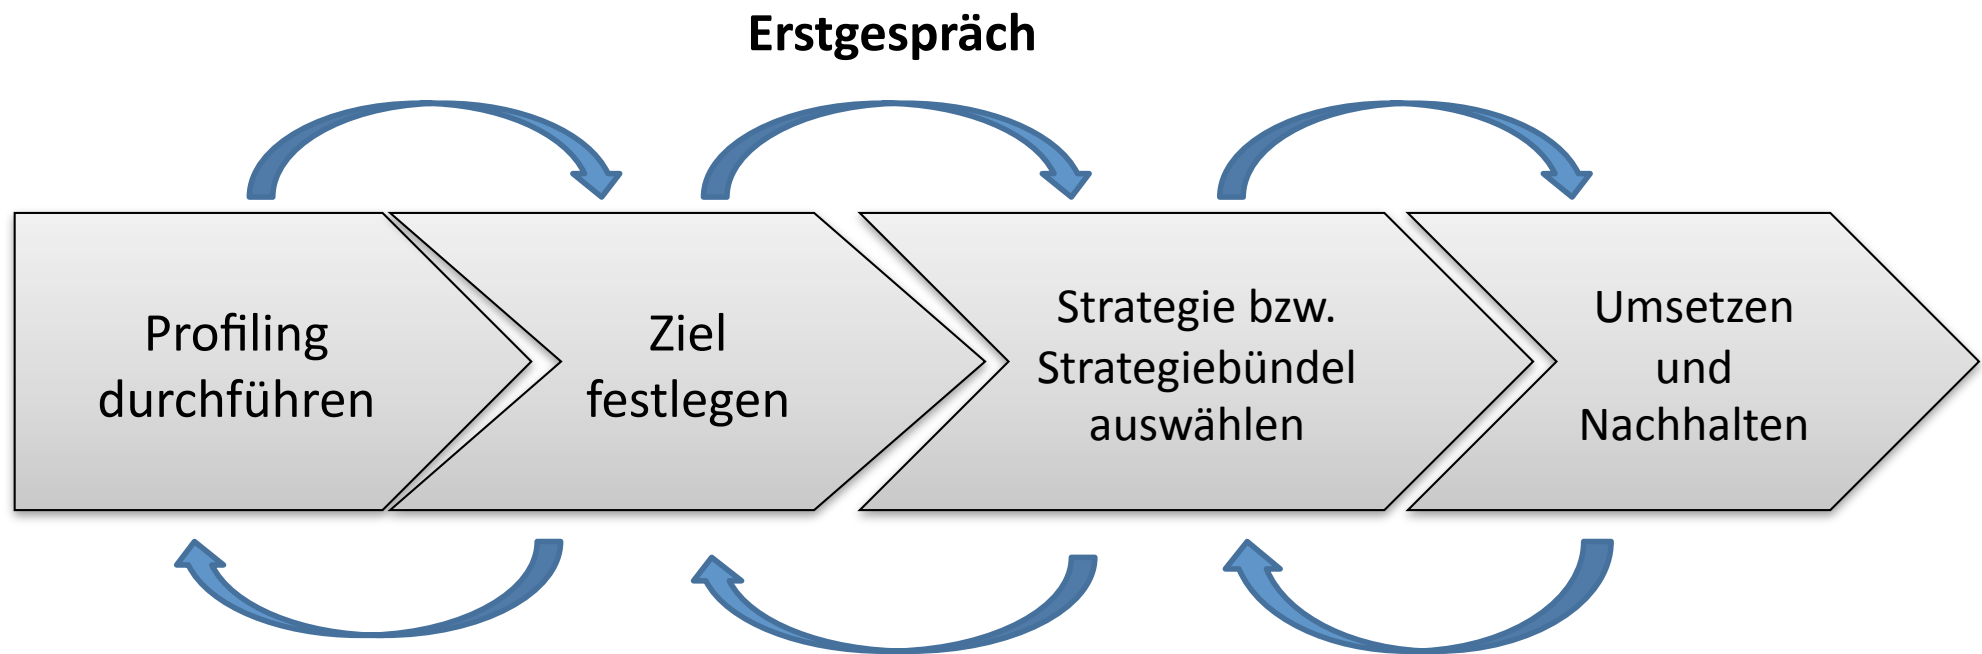 Erstgespräch
Profiling
durchführen
Ziel
festlegen
Strategie bzw.
Strategiebündel
auswählen
Umsetzen
und
Nachhalten